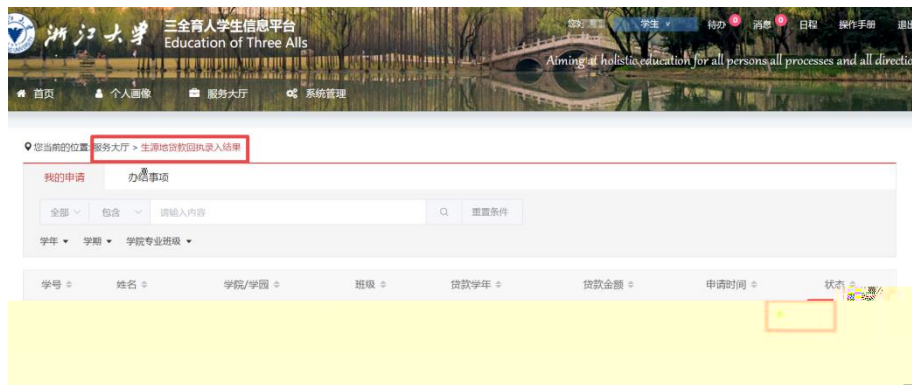 浙江大学 三全育人学生信息平台
Education of Three Alls
学生 待办 0 消息 0 日程 操作手册 退出
Aiming at holistic education for all persons all processes and all directio
首页 个人画像 服务大厅 系统管理
您当前的位置: 服务大厅 > 生源地贷款回执录入结果
我的申请 办结事项
全部 包含 请输入内容 重置条件
学年 学期 学院专业班级
学号 姓名 学院/学园 班级 贷款学年 贷款金额 申请时间 状态